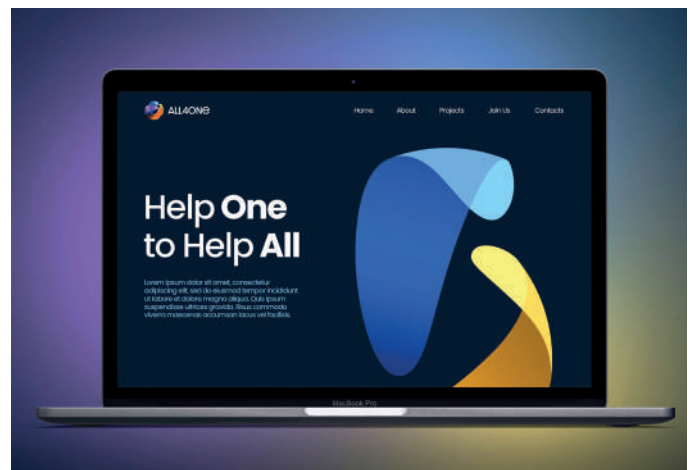 ALL4ONE
Home About Projects Join Us Contacts
Help One
to Help All
Lorem ipsum dolor sit amet, consectetur
adipiscing elit, sed do eiusmod tempor incididunt
ut labore et dolore magna aliqua. Quis ipsum
suspendisse ultrices gravida. Risus commodo
viverra maecenas accumsan lacus vel facilisis.
MacBook Pro